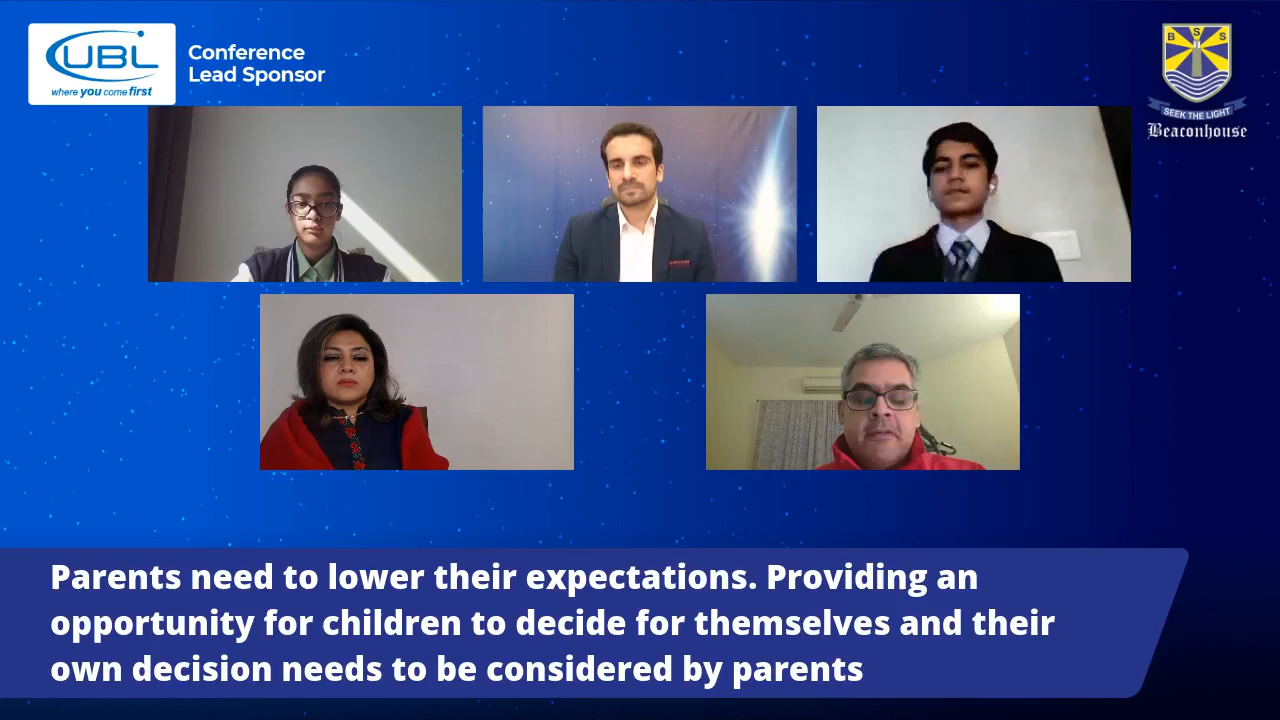 UBL
where you come first
Conference
Lead Sponsor
B S S
SEEK THE LIGHT
Beaconhouse
Parents need to lower their expectations. Providing an
opportunity for children to decide for themselves and their
own decision needs to be considered by parents